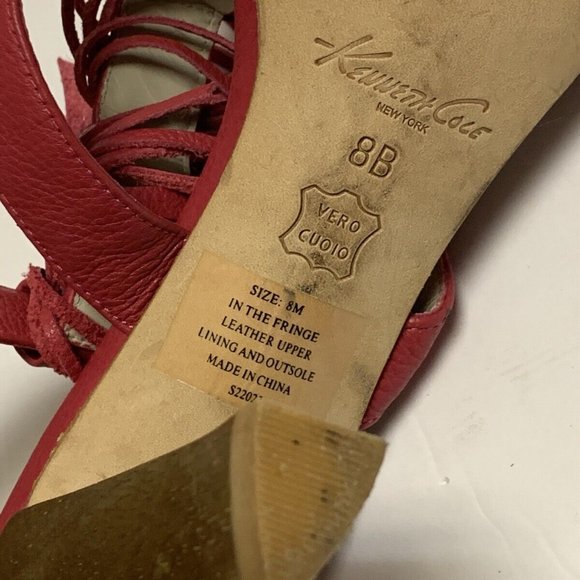 KENNETH COLE
NEW YORK
8B
VERO
CUOIO
SIZE: 8M
IN THE FRINGE
LEATHER UPPER
LINING AND OUTSOLE
MADE IN CHINA